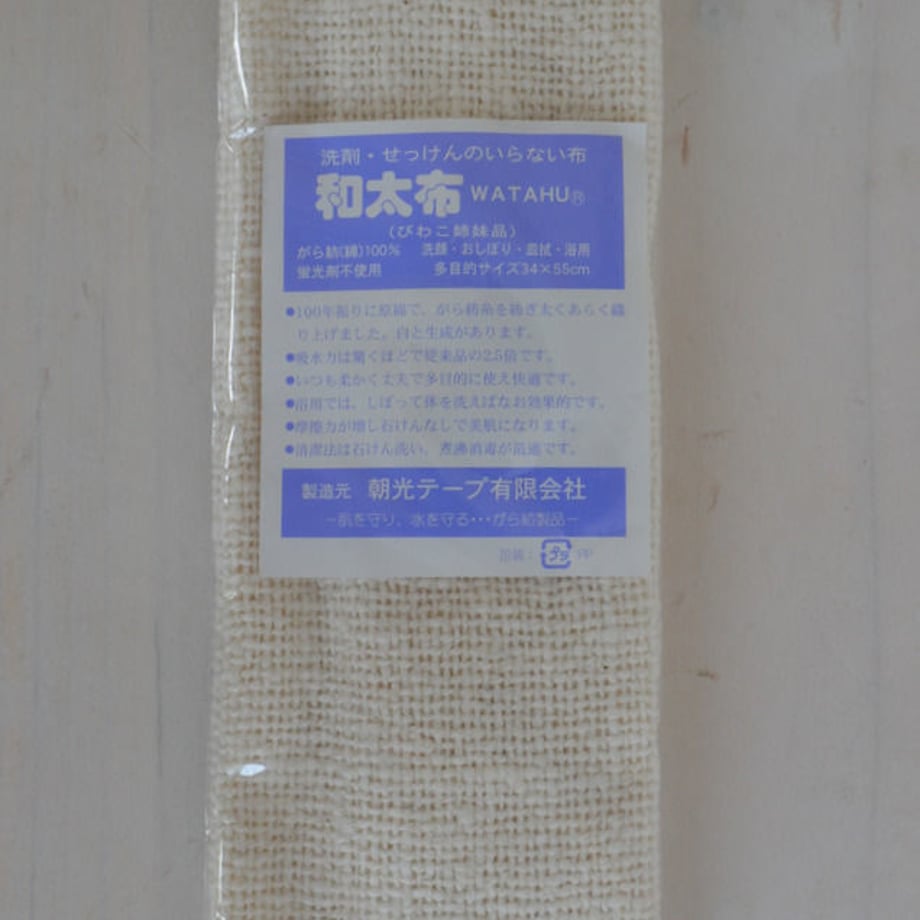 洗剤・せっけんのいらない布
和太布 WATAHU®
(びわこ姉妹品)
がら紡(綿)100% 洗顔・おしぼり・皿拭・浴用
蛍光剤不使用 多目的サイズ34×55cm
●100年振りに原綿で、がら紡糸を紡ぎ太くあらく織
り上げました。白と生成があります。
●吸水力は驚くほどで従来品の2.5倍です。
●いつも柔かく丈夫で多目的に使え快適です。
●浴用では、しぼって体を洗えばなお効果的です。
●摩擦力が増し石けんなしで美肌になります。
●清潔法は石けん洗い、煮沸消毒が最適です。
製造元 朝光テープ有限会社
―肌を守り、水を守る・・・がら紡製品―
包装: プラ PP